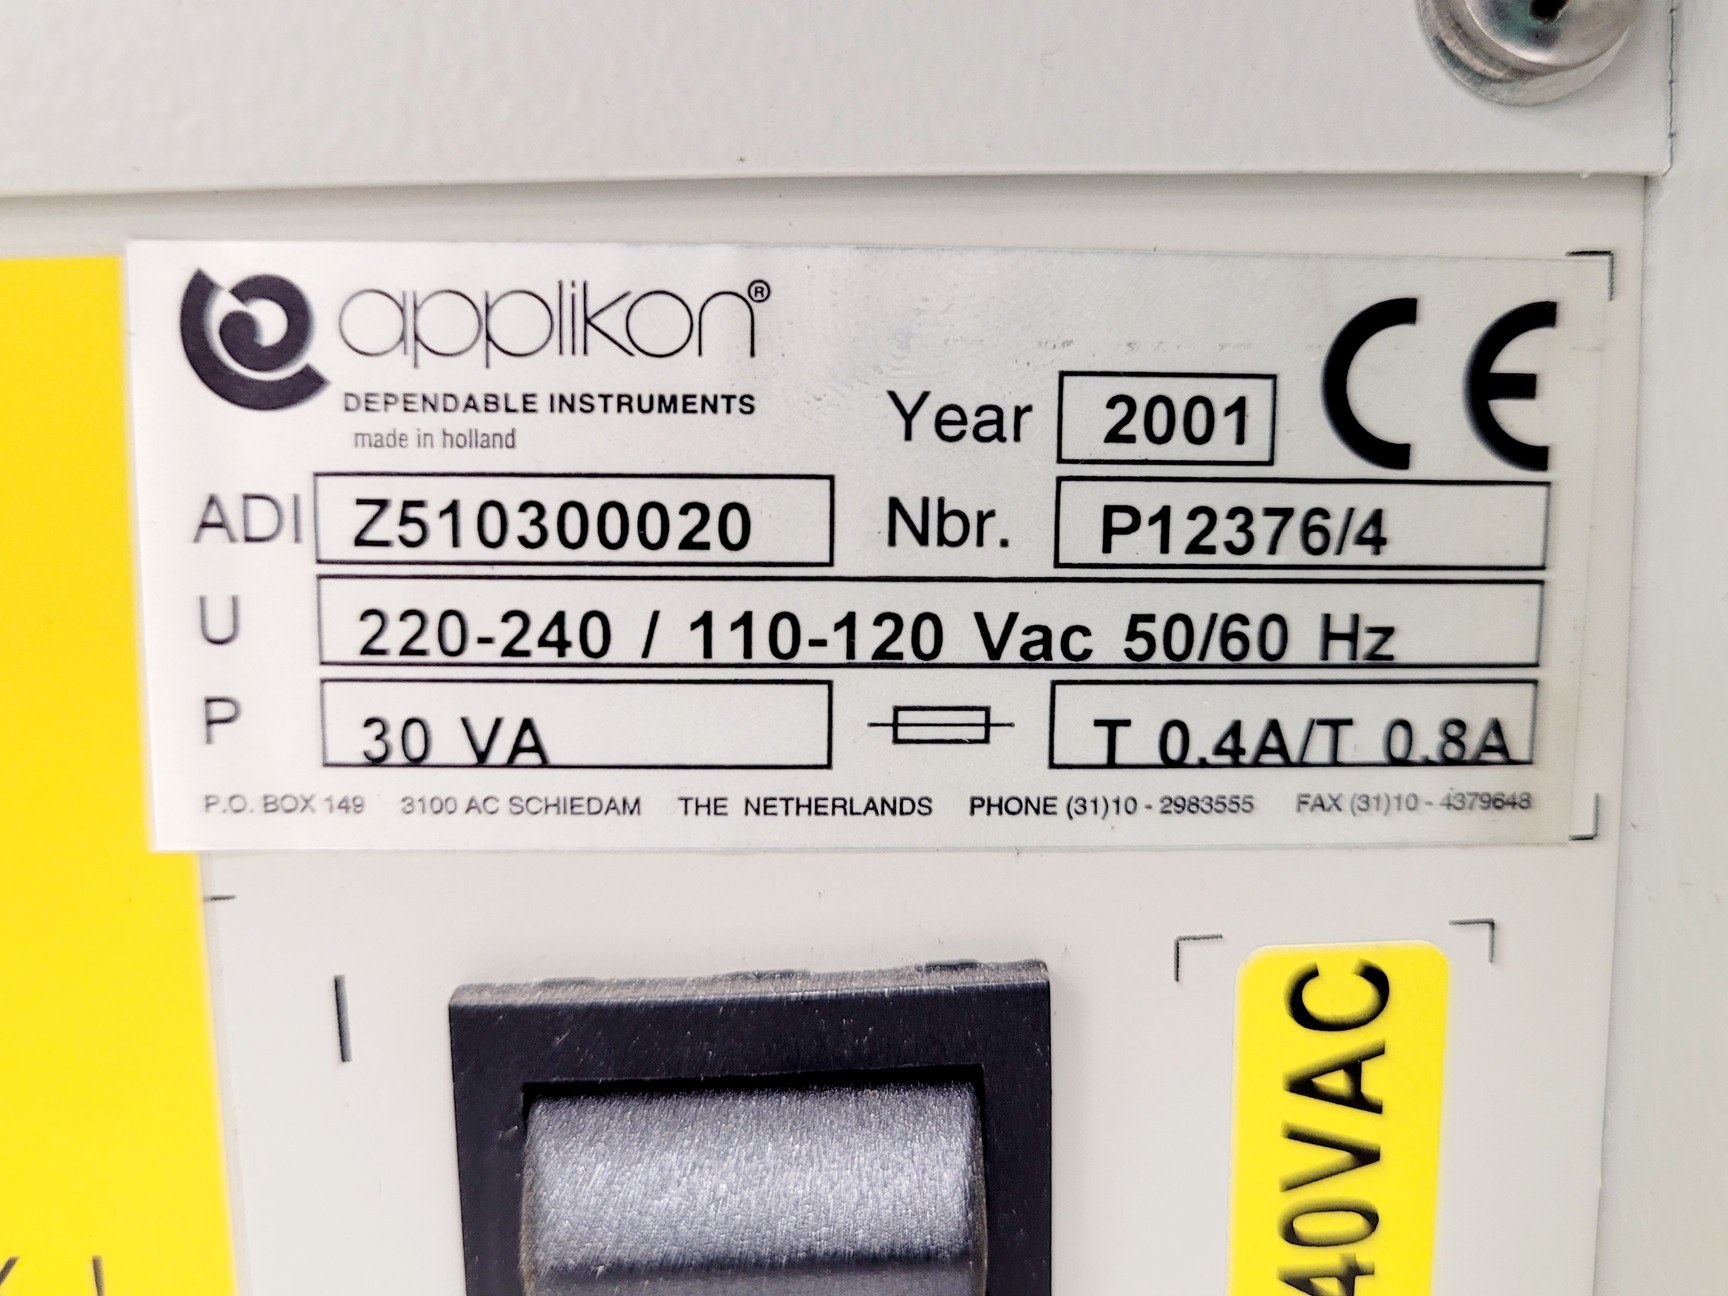 applikon®
DEPENDABLE INSTRUMENTS
made in holland
Year 2001 CE
ADI Z510300020 Nbr. P12376/4
U 220-240 / 110-120 Vac 50/60 Hz
P 30 VA T 0.4A/T 0.8A
P.O. BOX 149 3100 AC SCHIEDAM THE NETHERLANDS PHONE (31)10 - 2983555 FAX (31)10 - 4379648
I
40VAC